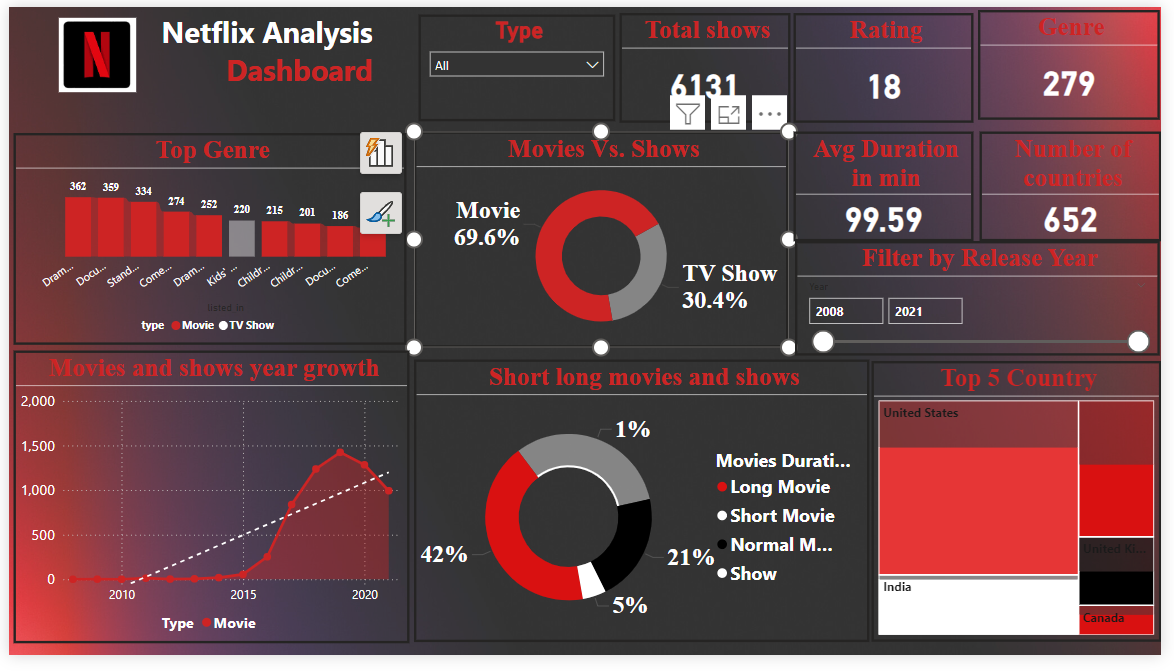 Netflix Analysis
Dashboard
Type
All
Total shows
6131
Rating
18
Genre
279
Top Genre
362
359
334
274
252
220
215
201
186
Dram...
Docu...
Stand...
Come...
Dram...
Kids' ...
Childr...
Childr...
Docu...
Come...
listed in
type
Movie
TV Show
Movies Vs. Shows
Movie
69.6%
TV Show
30.4%
Avg Duration
in min
99.59
Number of
countries
652
Filter by Release Year
Year
2008
2021
Movies and shows year growth
2,000
1,500
1,000
500
0
2010
2015
2020
Type
Movie
Short long movies and shows
1%
42%
21%
5%
Movies Durati...
Long Movie
Short Movie
Normal M...
Show
Top 5 Country
United States
India
United Ki...
Canada